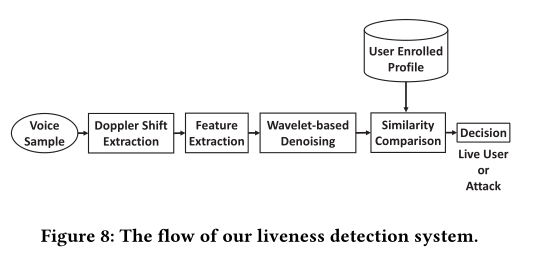 User Enrolled
Profile
Voice
Sample
Doppler Shift
Extraction
Feature
Extraction
Wavelet-based
Denoising
Similarity
Comparison
Decision
Live User
or
Attack
Figure 8: The flow of our liveness detection system.